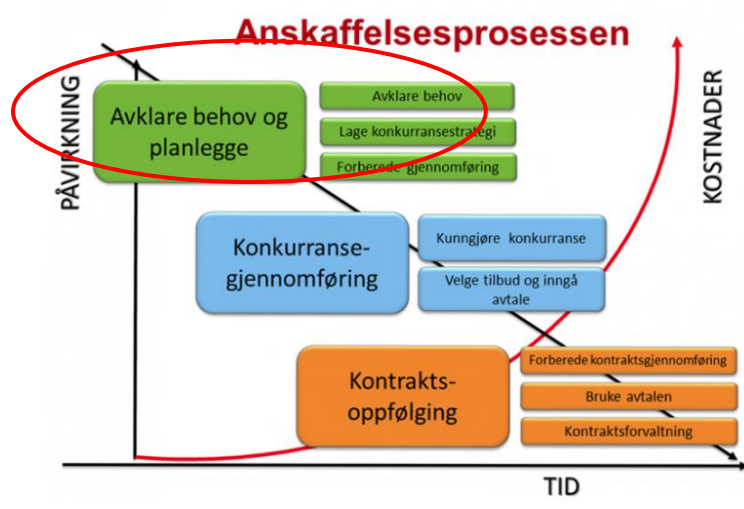 Anskaffelsesprosessen
PÅVIRKNING
KOSTNADER
Avklare behov og
planlegge
Avklare behov
Lage konkurransestrategi
Forberede gjennomføring
Konkurranse-
gjennomføring
Kunngjøre konkurranse
Velge tilbud og inngå
avtale
Kontrakts-
oppfølging
Forberede kontraktsgjennomføring
Bruke avtalen
Kontraktsforvaltning
TID